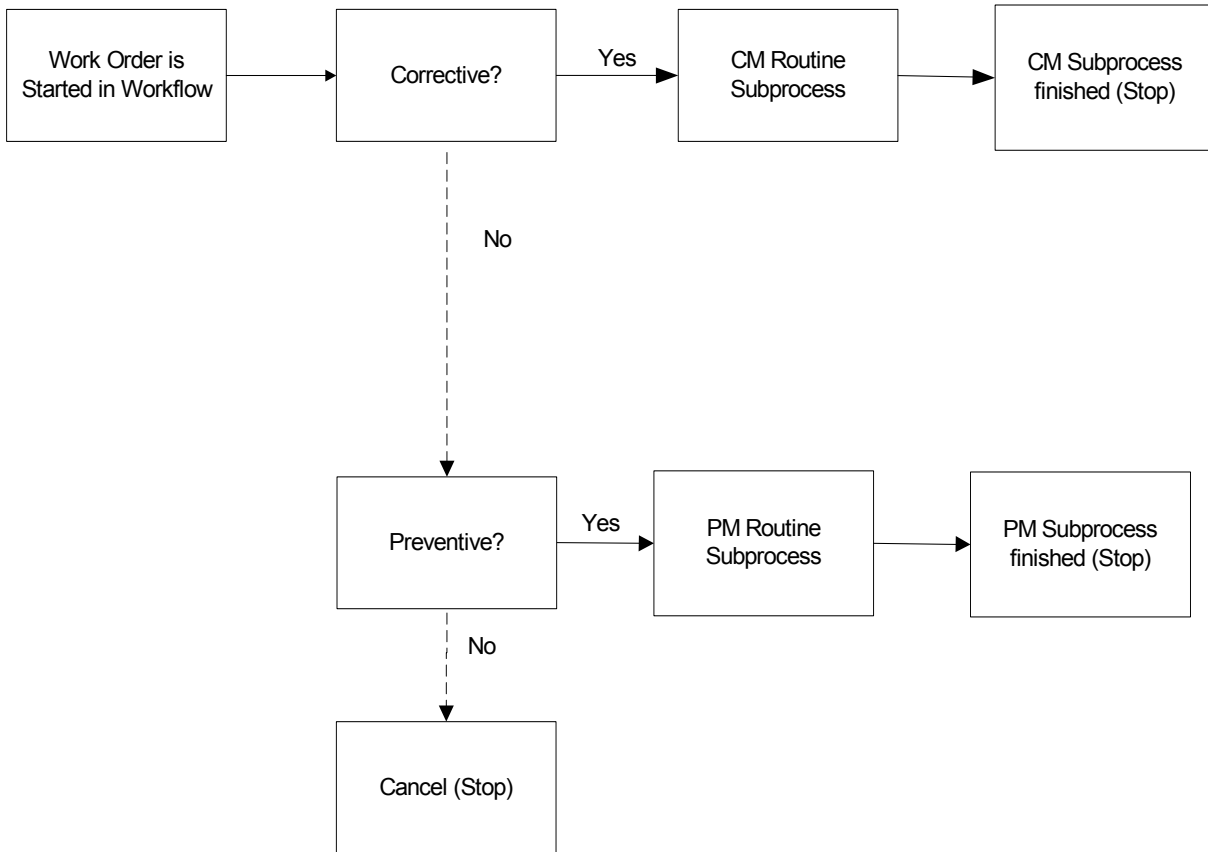 Work Order is
Started in Workflow
Corrective?
Yes
CM Routine
Subprocess
CM Subprocess
finished (Stop)
No
Preventive?
Yes
PM Routine
Subprocess
PM Subprocess
finished (Stop)
No
Cancel (Stop)